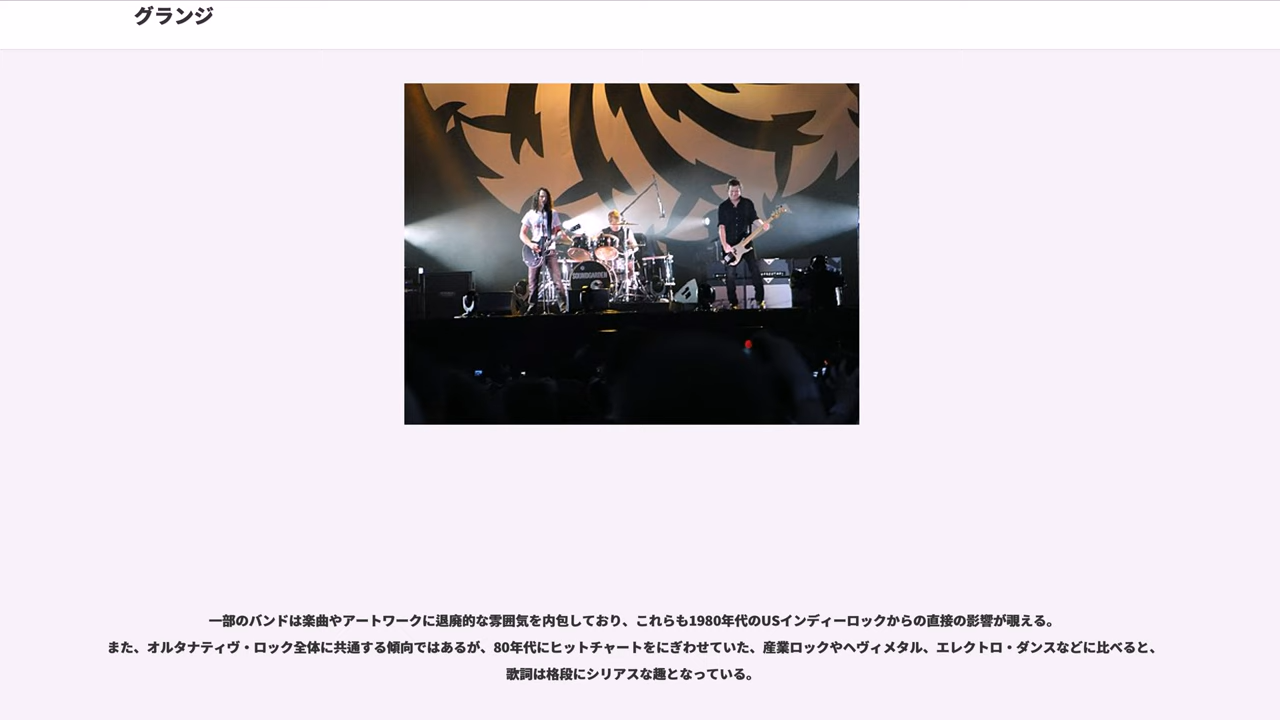 グランジ
SOUNDGARDEN
一部のバンドは楽曲やアートワークに退廃的な雰囲気を内包しており、これらも1980年代のUSインディーロックからの直接の影響が覗える。
また、オルタナティヴ・ロック全体に共通する傾向ではあるが、80年代にヒットチャートをにぎわせていた、産業ロックやヘヴィメタル、エレクトロ・ダンスなどに比べると、
歌詞は格段にシリアスな趣となっている。